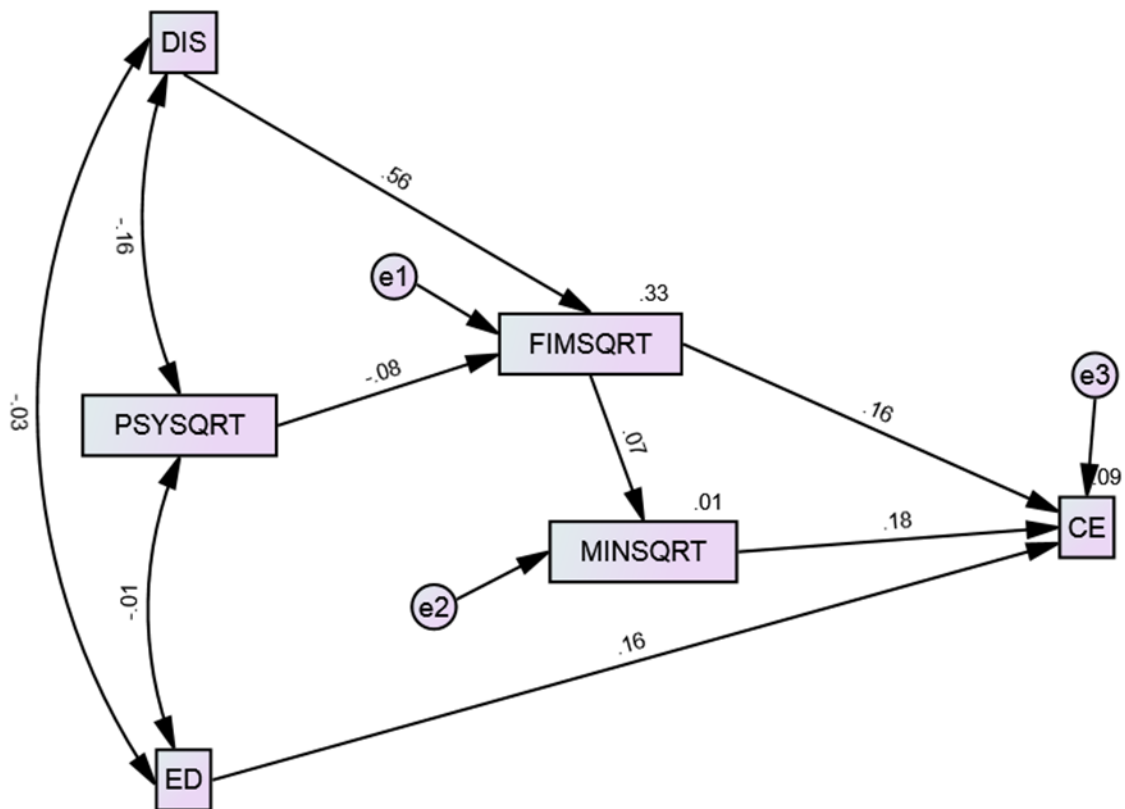 DIS
.56
-.16
e1
.33
FIMSQRT
-.08
e3
PSYSQRT
-.03
.16
.07
.09
.01
CE
.18
MINSQRT
e2
-.01
.16
ED